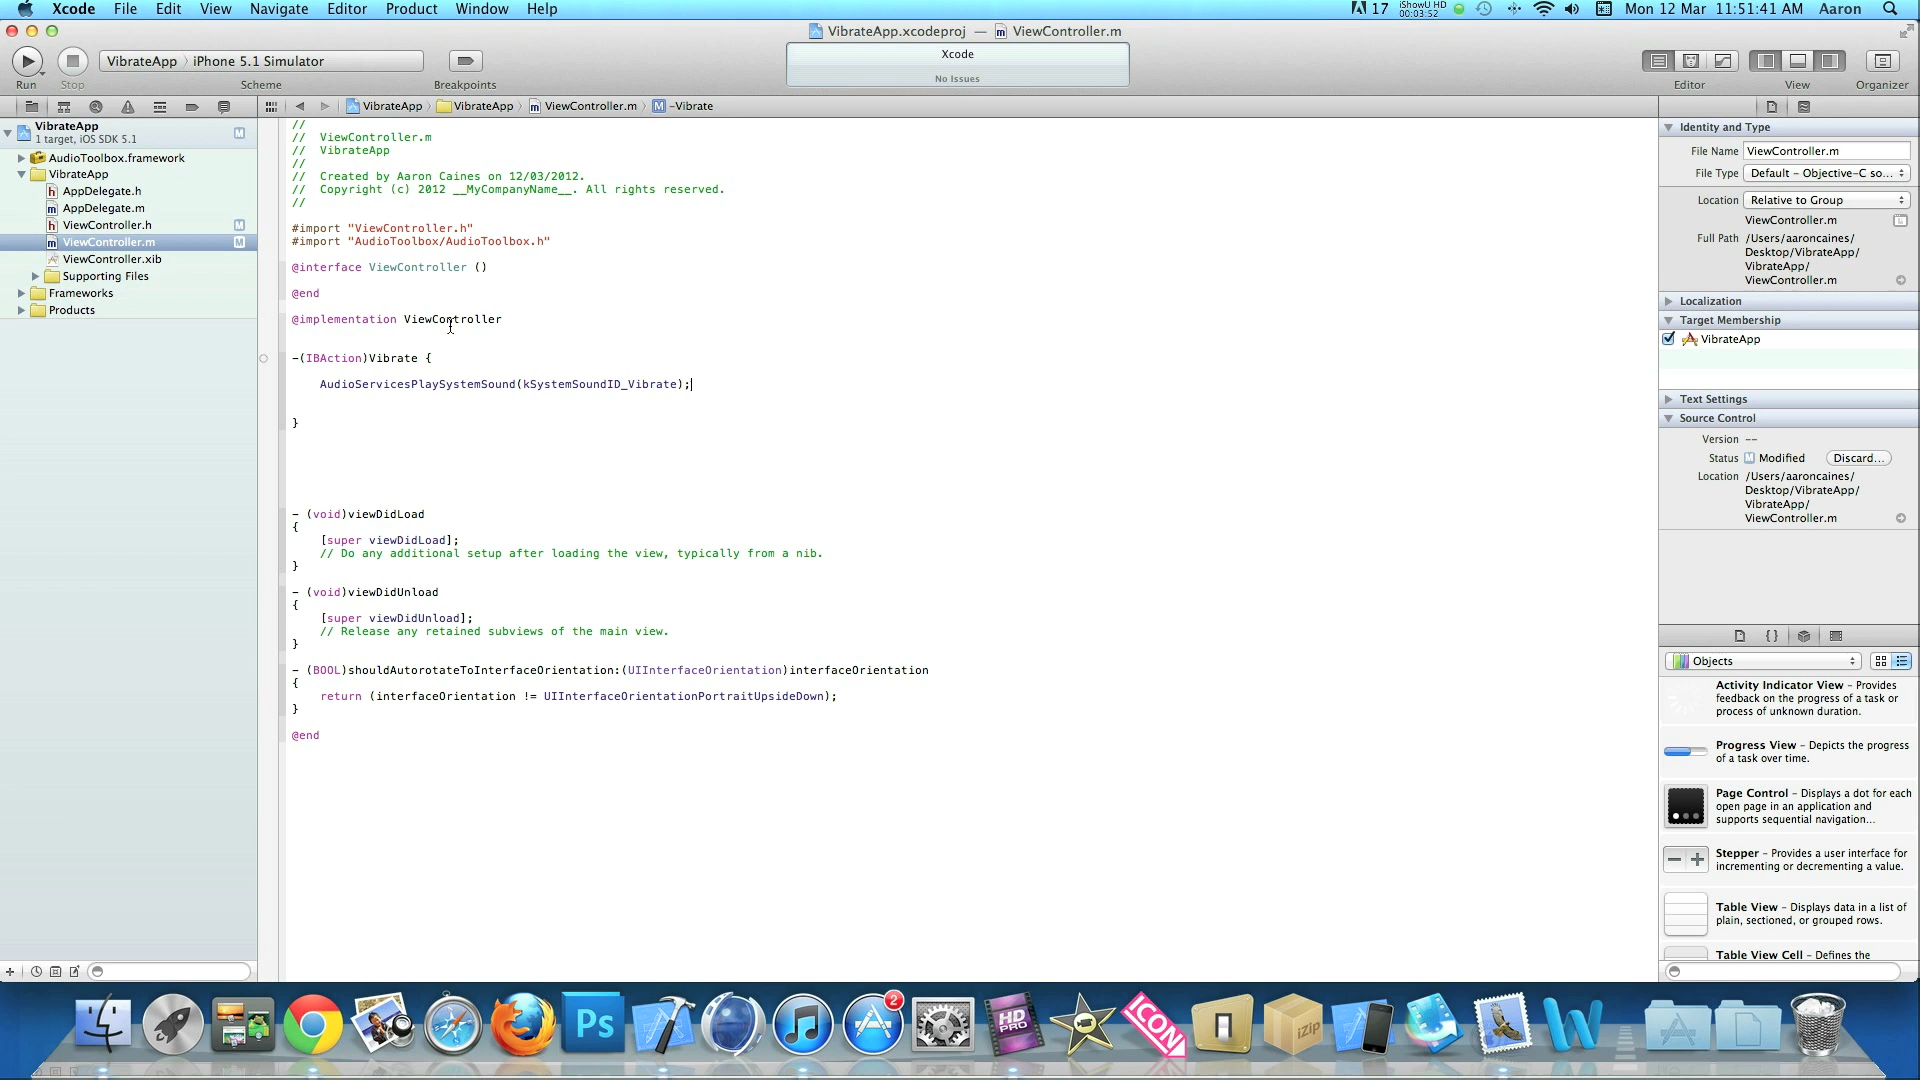 Xcode File Edit View Navigate Editor Product Window Help
17 iShowU HD 00:03:52 Mon 12 Mar 11:51:41 AM Aaron
VibrateApp.xcodeproj — ViewController.m
VibrateApp iPhone 5.1 Simulator
Xcode
No Issues
Run Stop Scheme Breakpoints Editor View Organizer
VibrateApp VibrateApp ViewController.m M -Vibrate
VibrateApp M
1 target, iOS SDK 5.1
AudioToolbox.framework
VibrateApp
h AppDelegate.h
m AppDelegate.m
h ViewController.h M
m ViewController.m M
ViewController.xib
Supporting Files
Frameworks
Products
//
// ViewController.m
// VibrateApp
//
// Created by Aaron Caines on 12/03/2012.
// Copyright (c) 2012 __MyCompanyName__. All rights reserved.
//
#import "ViewController.h"
#import "AudioToolbox/AudioToolbox.h"
@interface ViewController ()
@end
@implementation ViewController
-(IBAction)Vibrate {
AudioServicesPlaySystemSound(kSystemSoundID_Vibrate);
}
- (void)viewDidLoad
{
[super viewDidLoad];
// Do any additional setup after loading the view, typically from a nib.
}
- (void)viewDidUnload
{
[super viewDidUnload];
// Release any retained subviews of the main view.
}
- (BOOL)shouldAutorotateToInterfaceOrientation:(UIInterfaceOrientation)interfaceOrientation
{
return (interfaceOrientation != UIInterfaceOrientationPortraitUpsideDown);
}
@end
Identity and Type
File Name ViewController.m
File Type Default - Objective-C so...
Location Relative to Group
ViewController.m
Full Path /Users/aaroncaines/
Desktop/VibrateApp/
VibrateApp/
ViewController.m
Localization
Target Membership
VibrateApp
Text Settings
Source Control
Version --
Status M Modified Discard...
Location /Users/aaroncaines/
Desktop/VibrateApp/
VibrateApp/
ViewController.m
{ }
Objects
Activity Indicator View - Provides
feedback on the progress of a task or
process of unknown duration.
Progress View - Depicts the progress
of a task over time.
Page Control - Displays a dot for each
open page in an application and
supports sequential navigation...
Stepper - Provides a user interface for
incrementing or decrementing a value.
Table View - Displays data in a list of
plain, sectioned, or grouped rows.
Table View Cell - Defines the
Ps
2
HD
PRO
ICON
iZip
W